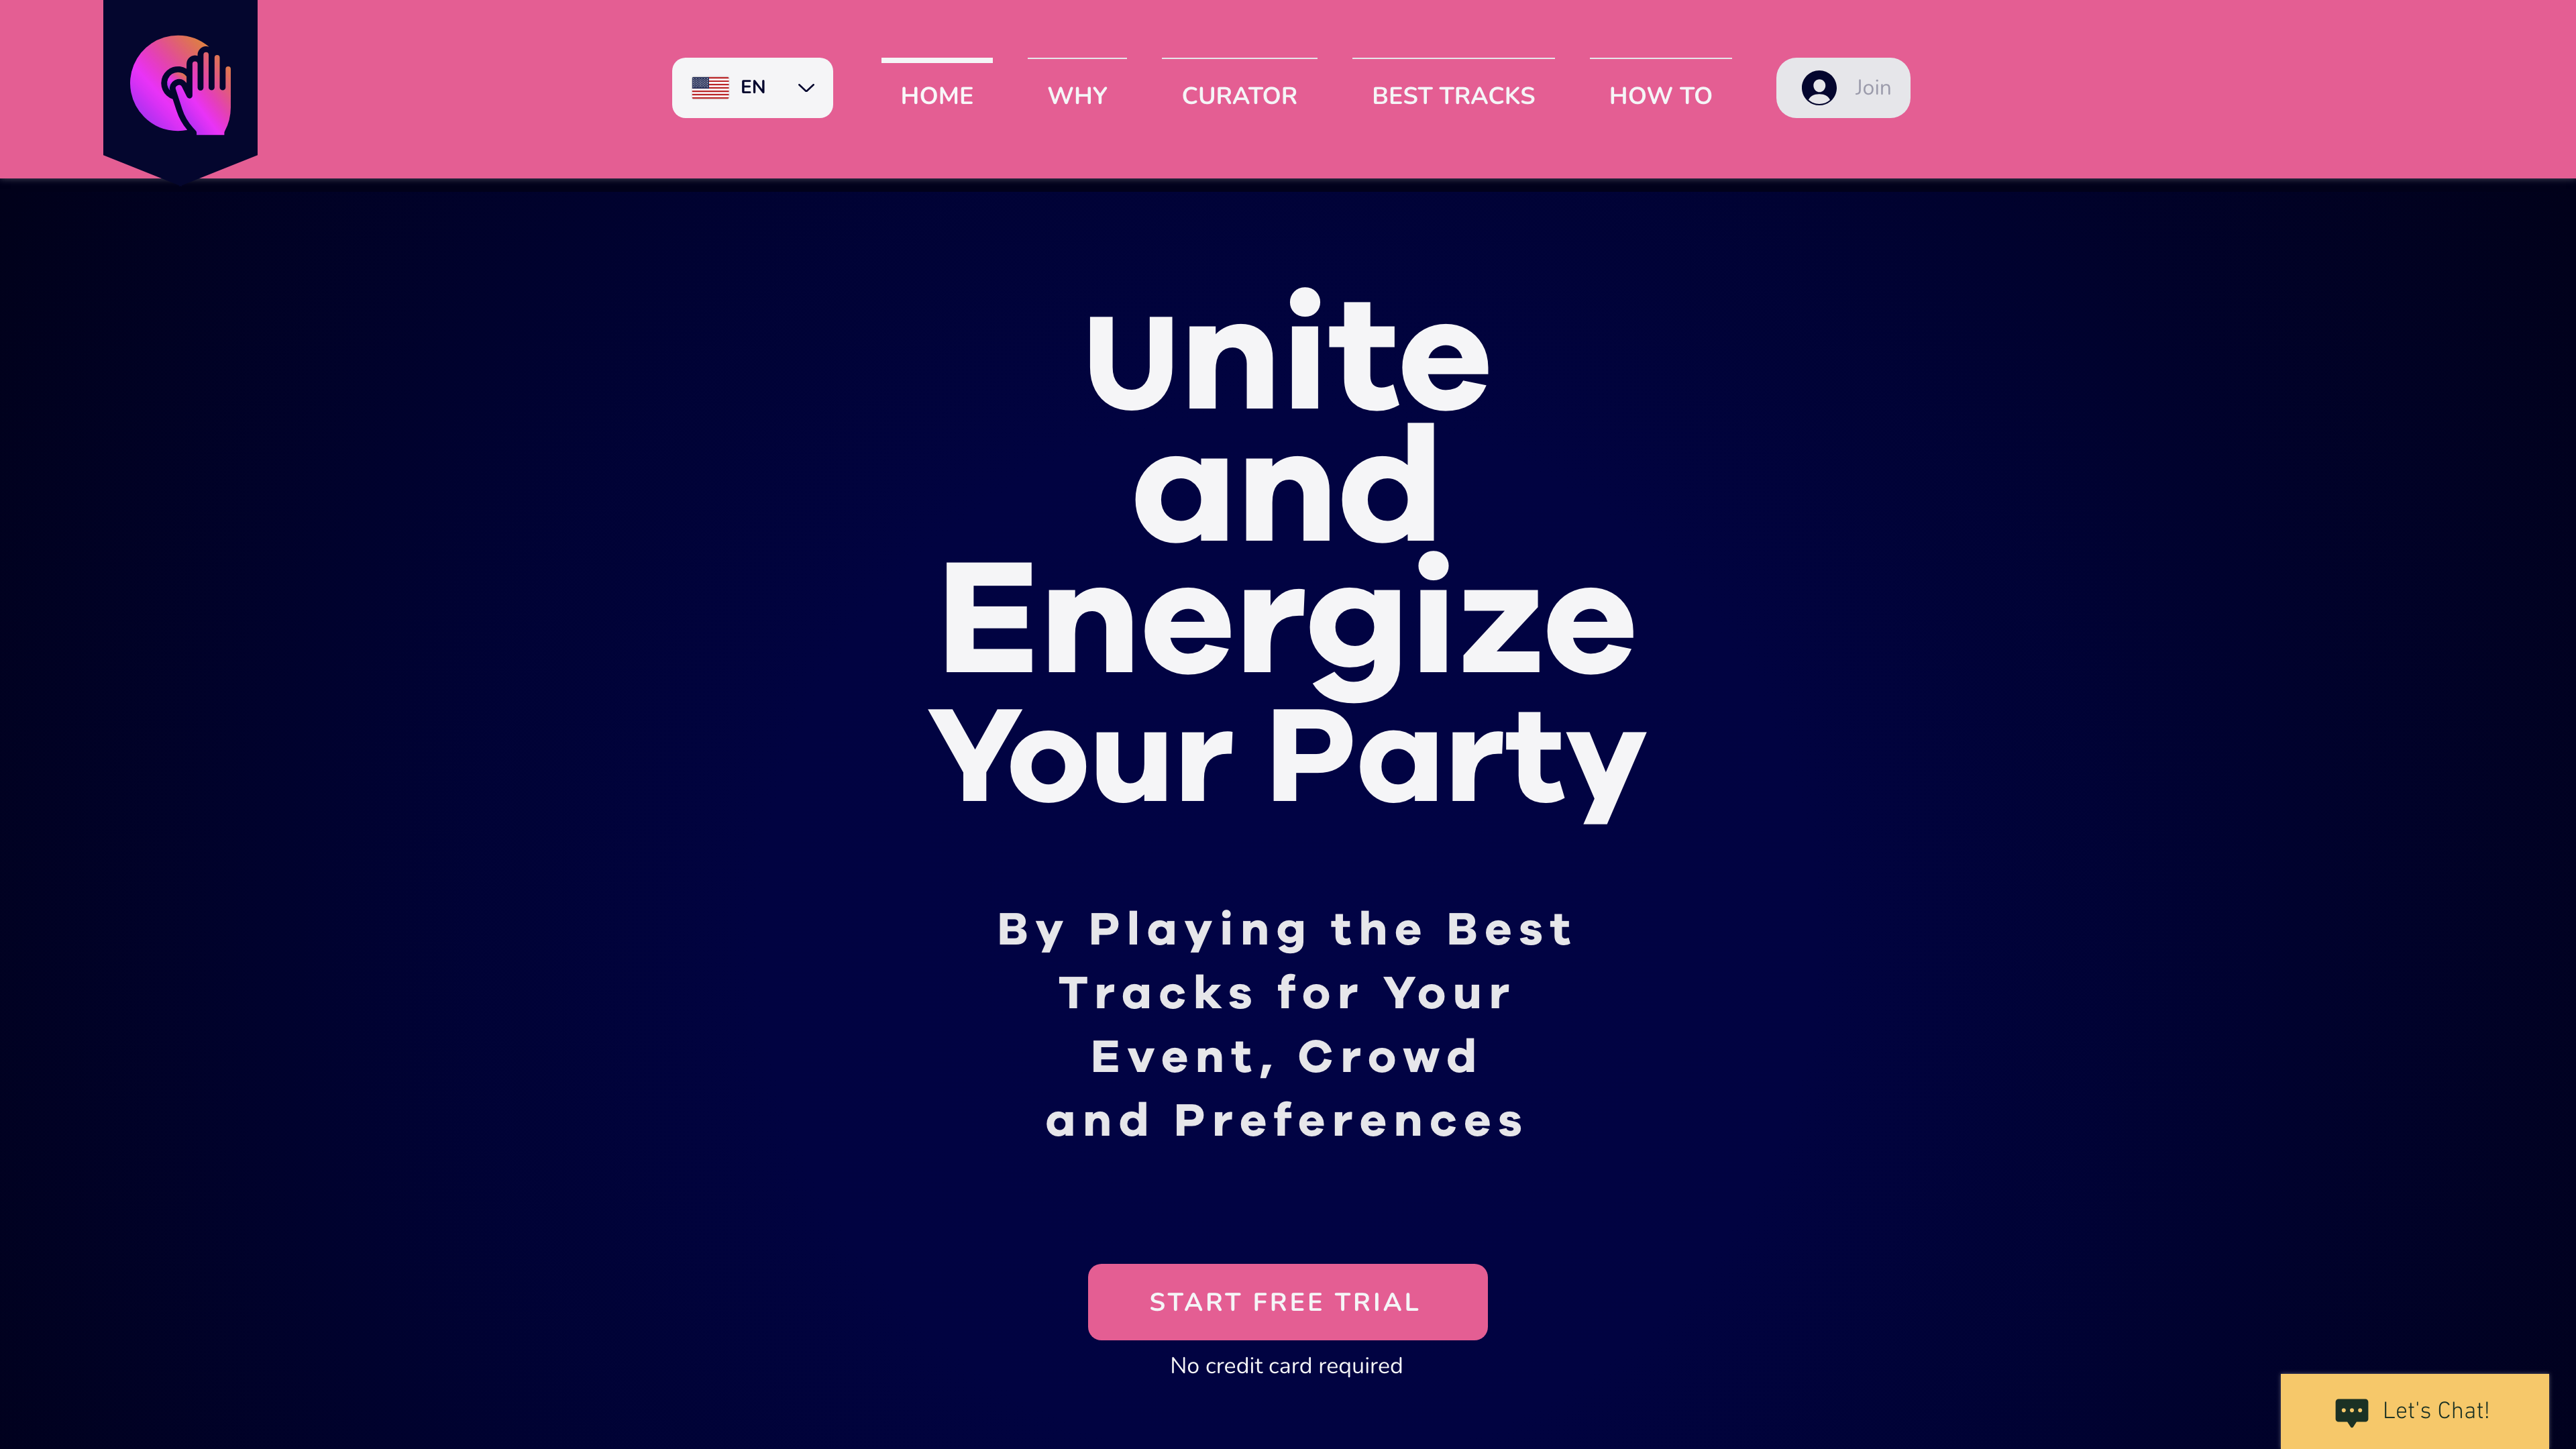 EN
HOME
WHY
CURATOR
BEST TRACKS
HOW TO
Join
Unite
and
Energize
Your Party
By Playing the Best
Tracks for Your
Event, Crowd
and Preferences
START FREE TRIAL
No credit card required
Let's Chat!